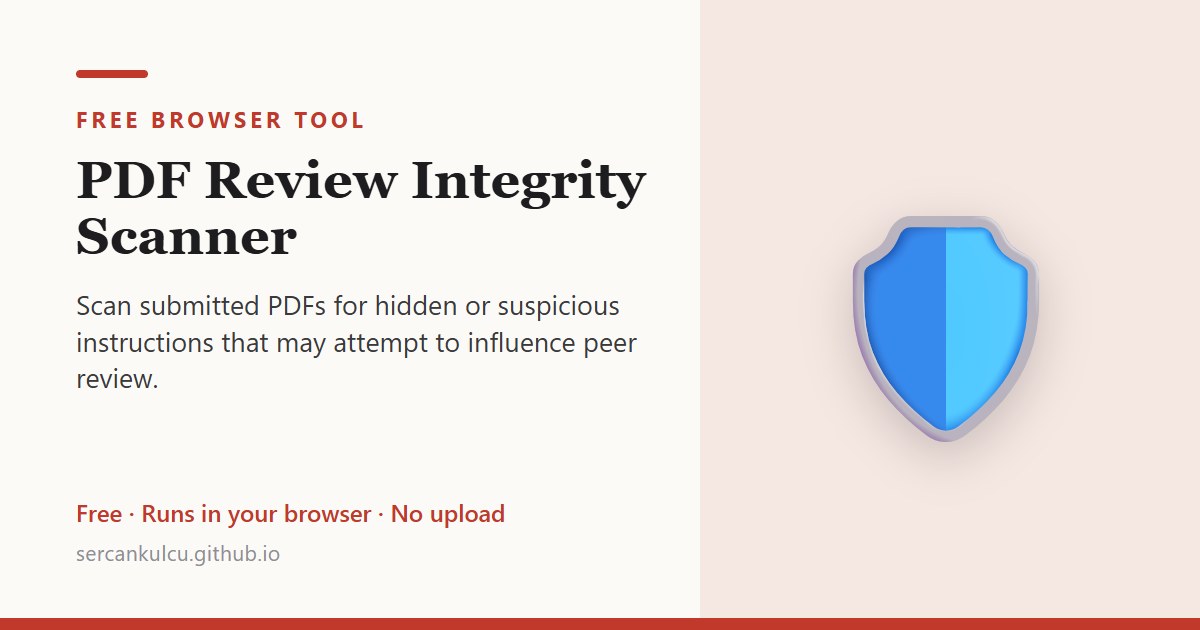 FREE BROWSER TOOL
PDF Review Integrity
Scanner
Scan submitted PDFs for hidden or suspicious
instructions that may attempt to influence peer
review.
Free · Runs in your browser · No upload
sercankulcu.github.io